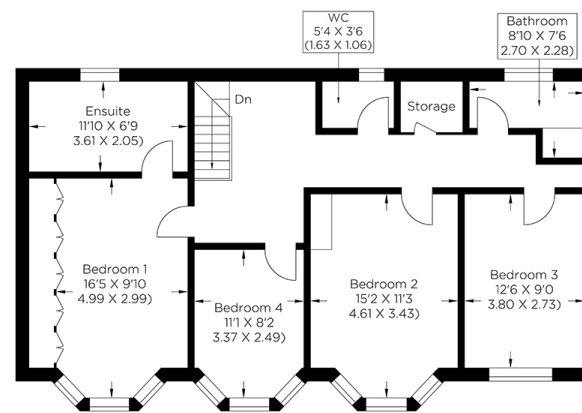 WC
5'4 X 3'6
(1.63 X 1.06)
Bathroom
8'10 X 7'6
2.70 X 2.28)
Ensuite
11'10 X 6'9
3.61 X 2.05)
Dn
Storage
Bedroom 1
16'5 X 9'10
4.99 X 2.99)
Bedroom 4
11'1 X 8'2
3.37 X 2.49)
Bedroom 2
15'2 X 11'3
4.61 X 3.43)
Bedroom 3
12'6 X 9'0
3.80 X 2.73)